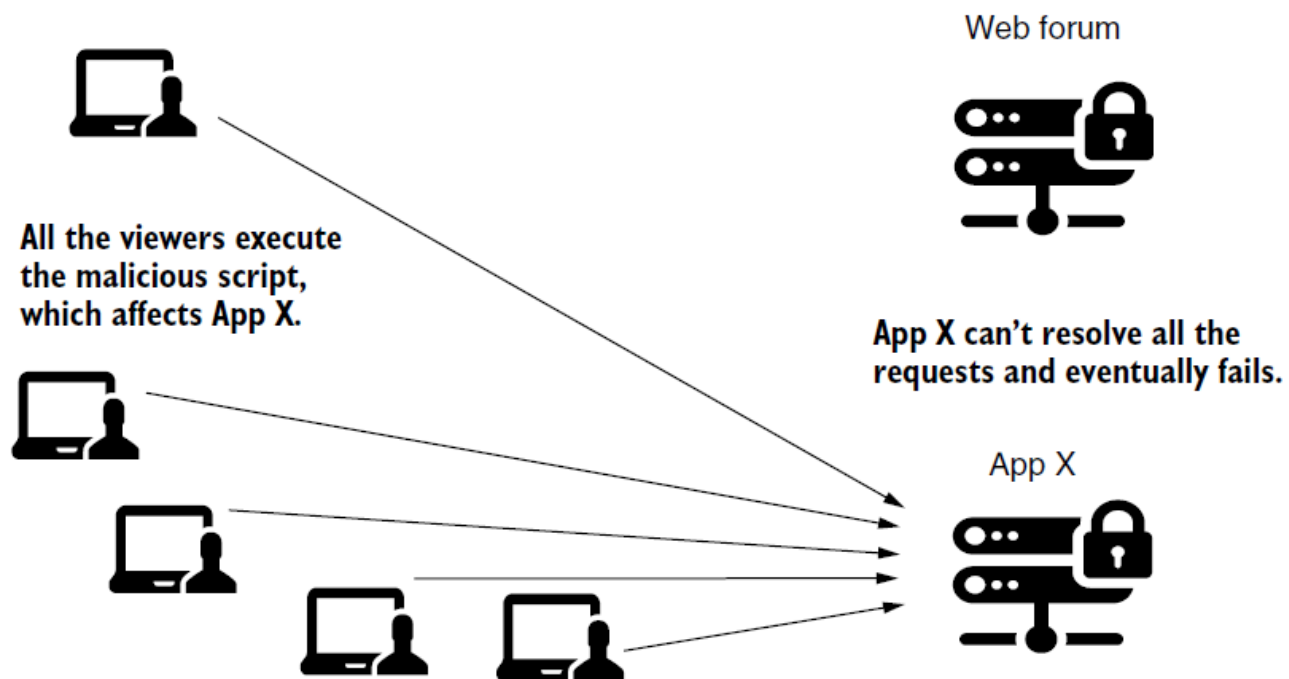 Web forum
All the viewers execute
the malicious script,
which affects App X.
App X can’t resolve all the
requests and eventually fails.
App X